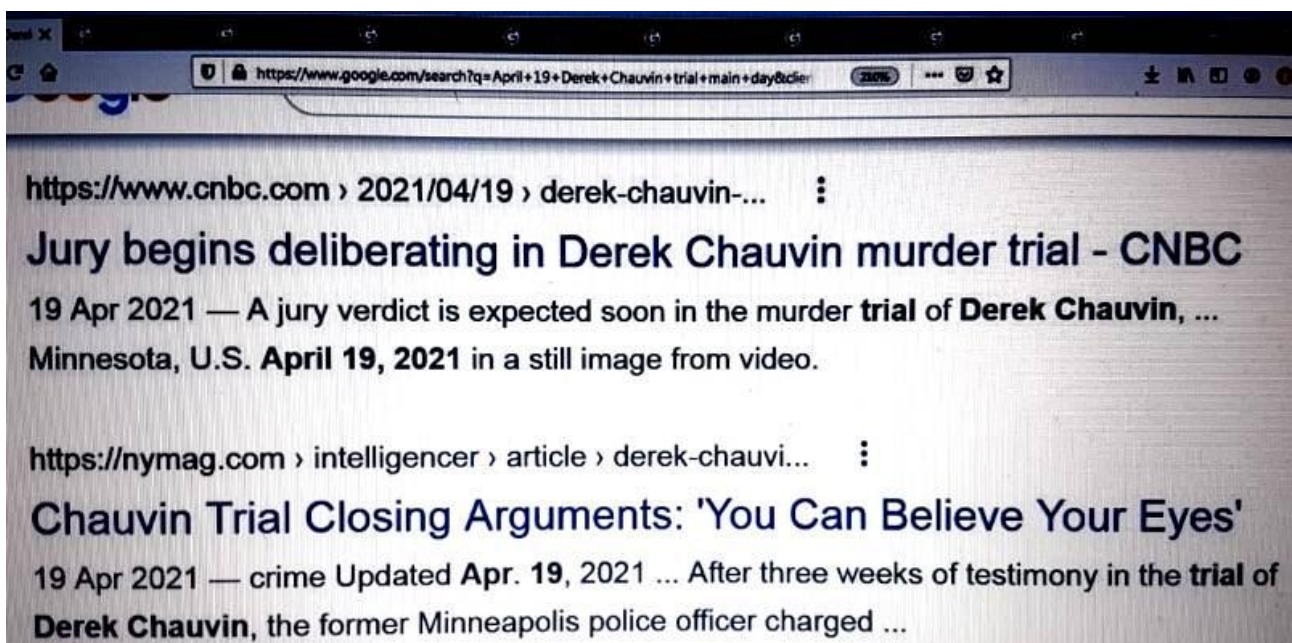 https://www.google.com/search?q=April+19+Derek+Chauvin+trial+main+day&clien
210%
https://www.cnbc.com › 2021/04/19 › derek-chauvin-...
Jury begins deliberating in Derek Chauvin murder trial - CNBC
19 Apr 2021 — A jury verdict is expected soon in the murder trial of Derek Chauvin, ...
Minnesota, U.S. April 19, 2021 in a still image from video.
https://nymag.com › intelligencer › article › derek-chauvi...
Chauvin Trial Closing Arguments: 'You Can Believe Your Eyes'
19 Apr 2021 — crime Updated Apr. 19, 2021 ... After three weeks of testimony in the trial of
Derek Chauvin, the former Minneapolis police officer charged ...